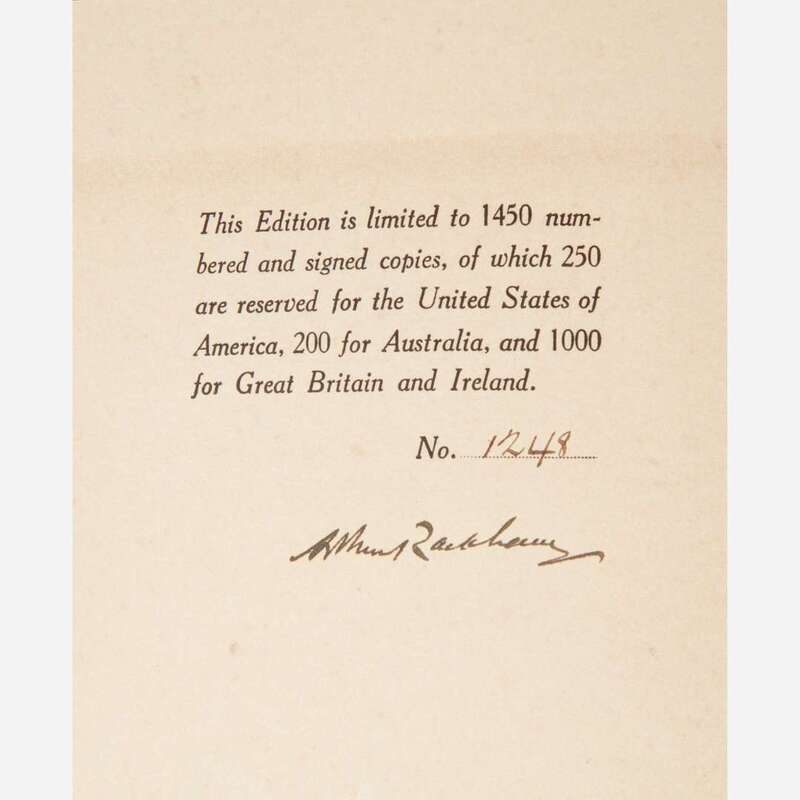 This Edition is limited to 1450 num-
bered and signed copies, of which 250
are reserved for the United States of
America, 200 for Australia, and 1000
for Great Britain and Ireland.
No. 1248
Arthur Rackham